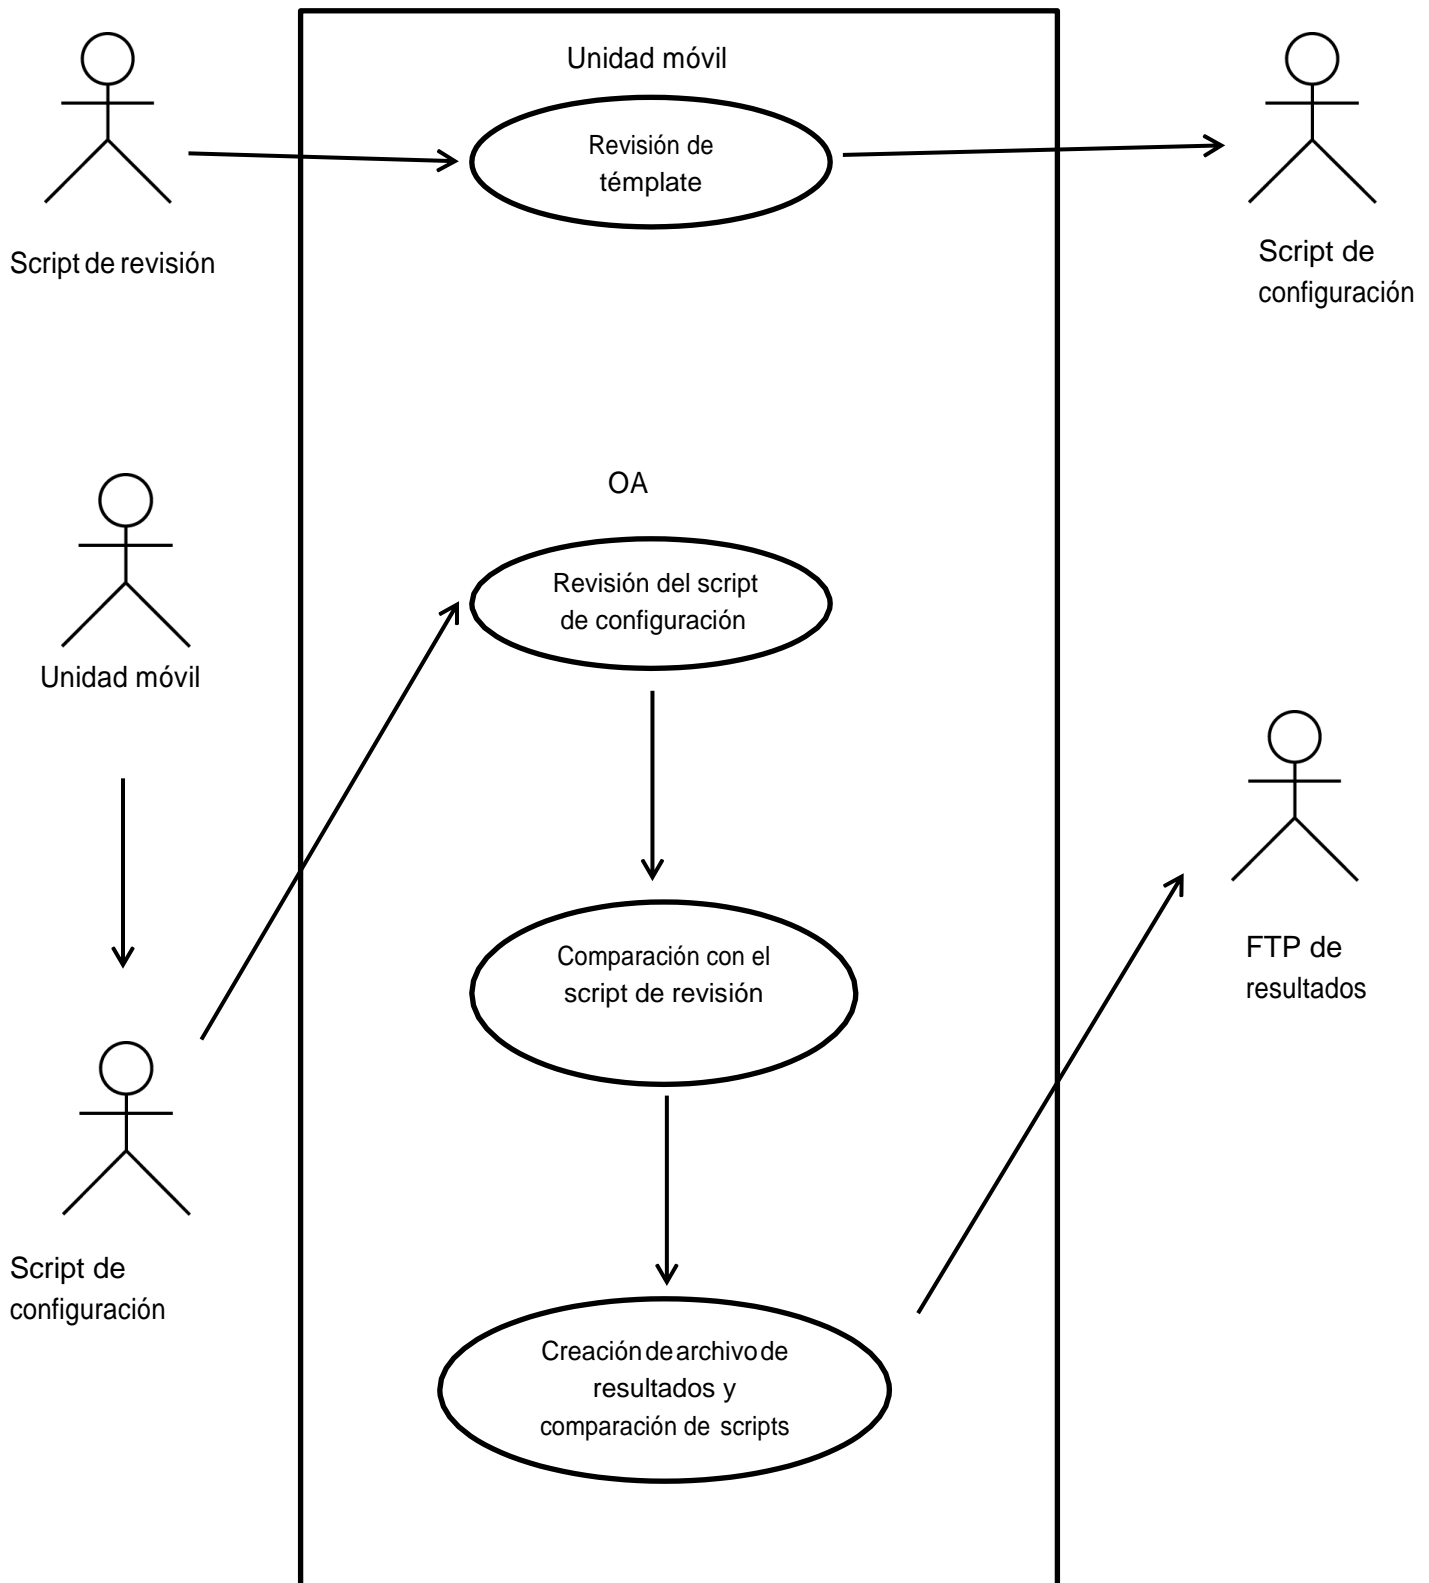 Unidad móvil
Revisión de
témplate
Script de revisión
Script de
configuración
OA
Revisión del script
de configuración
Unidad móvil
Comparación con el
script de revisión
FTP de
resultados
Script de
configuración
Creación de archivo de
resultados y
comparación de scripts